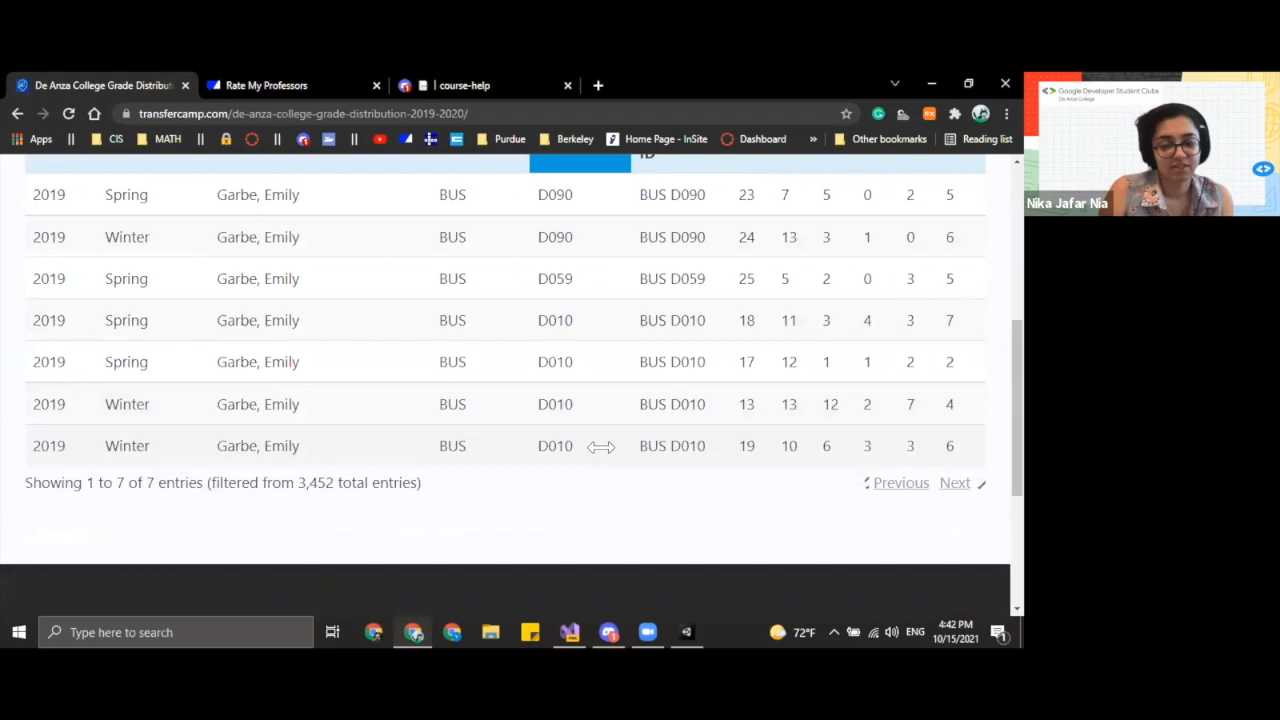 De Anza College Grade Distribut
Rate My Professors
course-help
transfercamp.com/de-anza-college-grade-distribution-2019-2020/
Apps
CIS
MATH
Purdue
Berkeley
Home Page - InSite
Dashboard
»
Other bookmarks
Reading list
Google Developer Student Clubs
De Anza College
Nika Jafar Nia
ID
2019 Spring Garbe, Emily BUS D090 BUS D090 23 7 5 0 2 5
2019 Winter Garbe, Emily BUS D090 BUS D090 24 13 3 1 0 6
2019 Spring Garbe, Emily BUS D059 BUS D059 25 5 2 0 3 5
2019 Spring Garbe, Emily BUS D010 BUS D010 18 11 3 4 3 7
2019 Spring Garbe, Emily BUS D010 BUS D010 17 12 1 1 2 2
2019 Winter Garbe, Emily BUS D010 BUS D010 13 13 12 2 7 4
2019 Winter Garbe, Emily BUS D010 BUS D010 19 10 6 3 3 6
Showing 1 to 7 of 7 entries (filtered from 3,452 total entries)
Previous Next
Type here to search
72°F
ENG
4:42 PM
10/15/2021
1